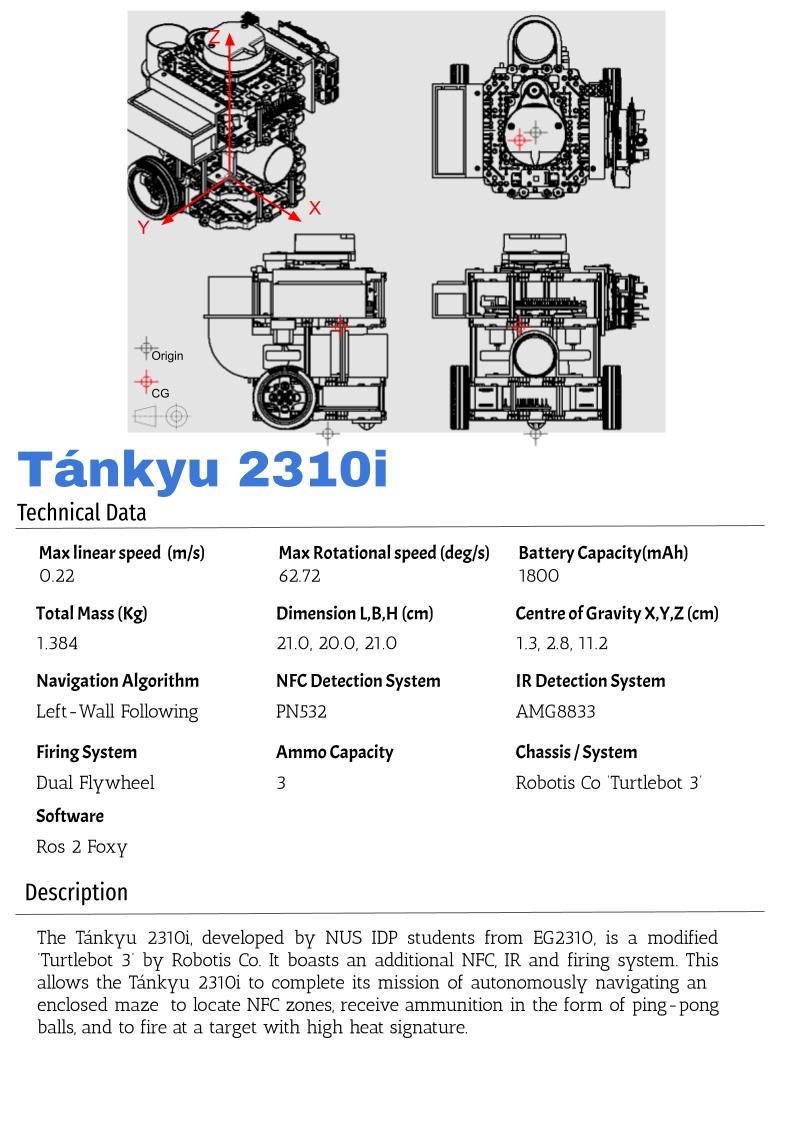 Z
X
Y
Origin
CG
Tánkyu 2310i
Technical Data
Max linear speed (m/s)
0.22
Max Rotational speed (deg/s)
62.72
Battery Capacity(mAh)
1800
Total Mass (Kg)
1.384
Dimension L,B,H (cm)
21.0, 20.0, 21.0
Centre of Gravity X,Y,Z (cm)
1.3, 2.8, 11.2
Navigation Algorithm
Left-Wall Following
NFC Detection System
PN532
IR Detection System
AMG8833
Firing System
Dual Flywheel
Ammo Capacity
3
Chassis / System
Robotis Co 'Turtlebot 3'
Software
Ros 2 Foxy
Description
The Tánkyu 2310i, developed by NUS IDP students from EG2310, is a modified
'Turtlebot 3' by Robotis Co. It boasts an additional NFC, IR and firing system. This
allows the Tánkyu 2310i to complete its mission of autonomously navigating an
enclosed maze to locate NFC zones, receive ammunition in the form of ping-pong
balls, and to fire at a target with high heat signature.